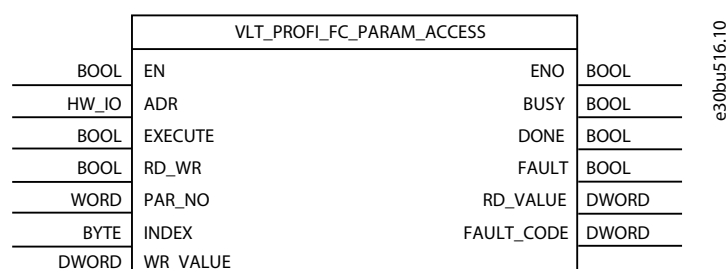 VLT_PROFI_FC_PARAM_ACCESS
BOOL EN ENO BOOL
HW_IO ADR BUSY BOOL
BOOL EXECUTE DONE BOOL
BOOL RD_WR FAULT BOOL
WORD PAR_NO RD_VALUE DWORD
BYTE INDEX FAULT_CODE DWORD
DWORD WR_VALUE
e30bu516.10